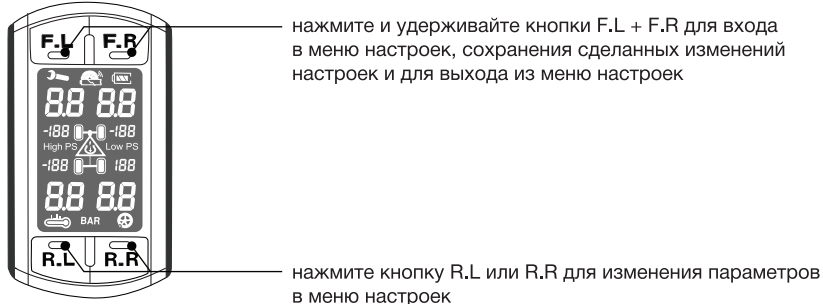 нажмите и удерживайте кнопки F.L + F.R для входа
в меню настроек, сохранения сделанных изменений
настроек и для выхода из меню настроек
F.L F.R
8.8 8.8
-188 -188
High PS Low PS
-188 188
8.8 8.8
BAR
R.L R.R
нажмите кнопку R.L или R.R для изменения параметров
в меню настроек